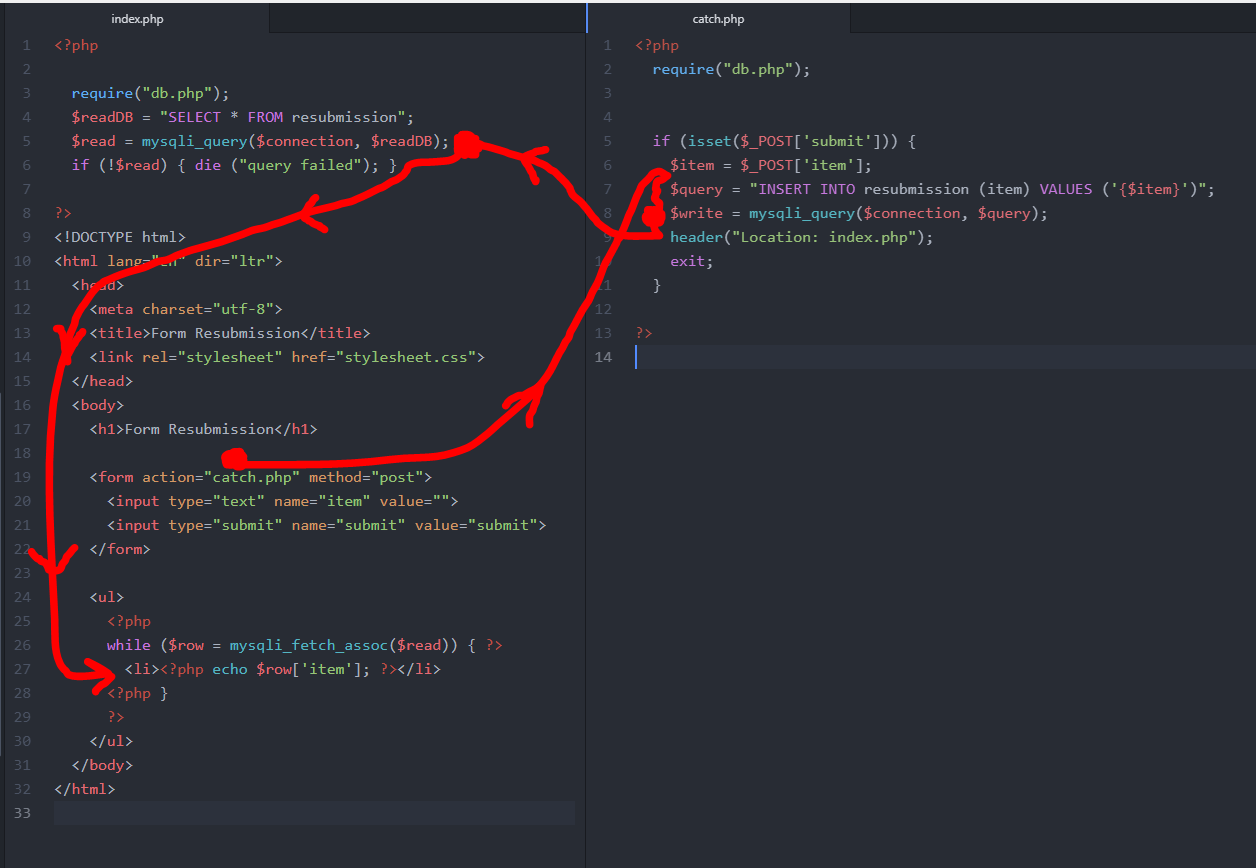 index.php
1 <?php
2
3 require("db.php");
4 $readDB = "SELECT * FROM resubmission";
5 $read = mysqli_query($connection, $readDB);
6 if (!$read) { die ("query failed"); }
7
8 ?>
9 <!DOCTYPE html>
10 <html lang="en" dir="ltr">
11 <head>
12 <meta charset="utf-8">
13 <title>Form Resubmission</title>
14 <link rel="stylesheet" href="stylesheet.css">
15 </head>
16 <body>
17 <h1>Form Resubmission</h1>
18
19 <form action="catch.php" method="post">
20 <input type="text" name="item" value="">
21 <input type="submit" name="submit" value="submit">
22 </form>
23
24 <ul>
25 <?php
26 while ($row = mysqli_fetch_assoc($read)) { ?>
27 <li><?php echo $row['item']; ?></li>
28 <?php }
29 ?>
30 </ul>
31 </body>
32 </html>
33
catch.php
1 <?php
2 require("db.php");
3
4
5 if (isset($_POST['submit'])) {
6 $item = $_POST['item'];
7 $query = "INSERT INTO resubmission (item) VALUES ('{$item}')";
8 $write = mysqli_query($connection, $query);
9 header("Location: index.php");
10 exit;
11 }
12
13 ?>
14